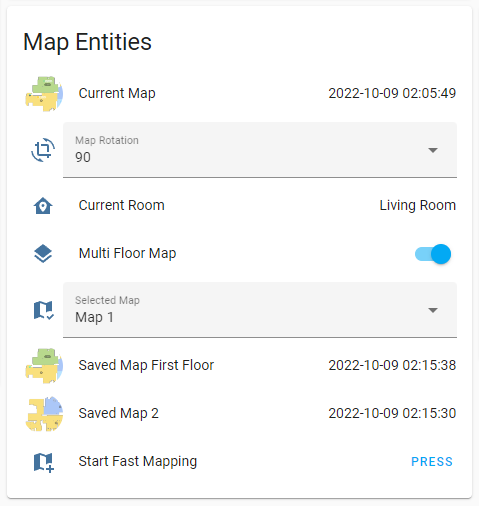 Map Entities
Current Map 2022-10-09 02:05:49
Map Rotation
90
Current Room Living Room
Multi Floor Map
Selected Map
Map 1
Saved Map First Floor 2022-10-09 02:15:38
Saved Map 2 2022-10-09 02:15:30
Start Fast Mapping PRESS